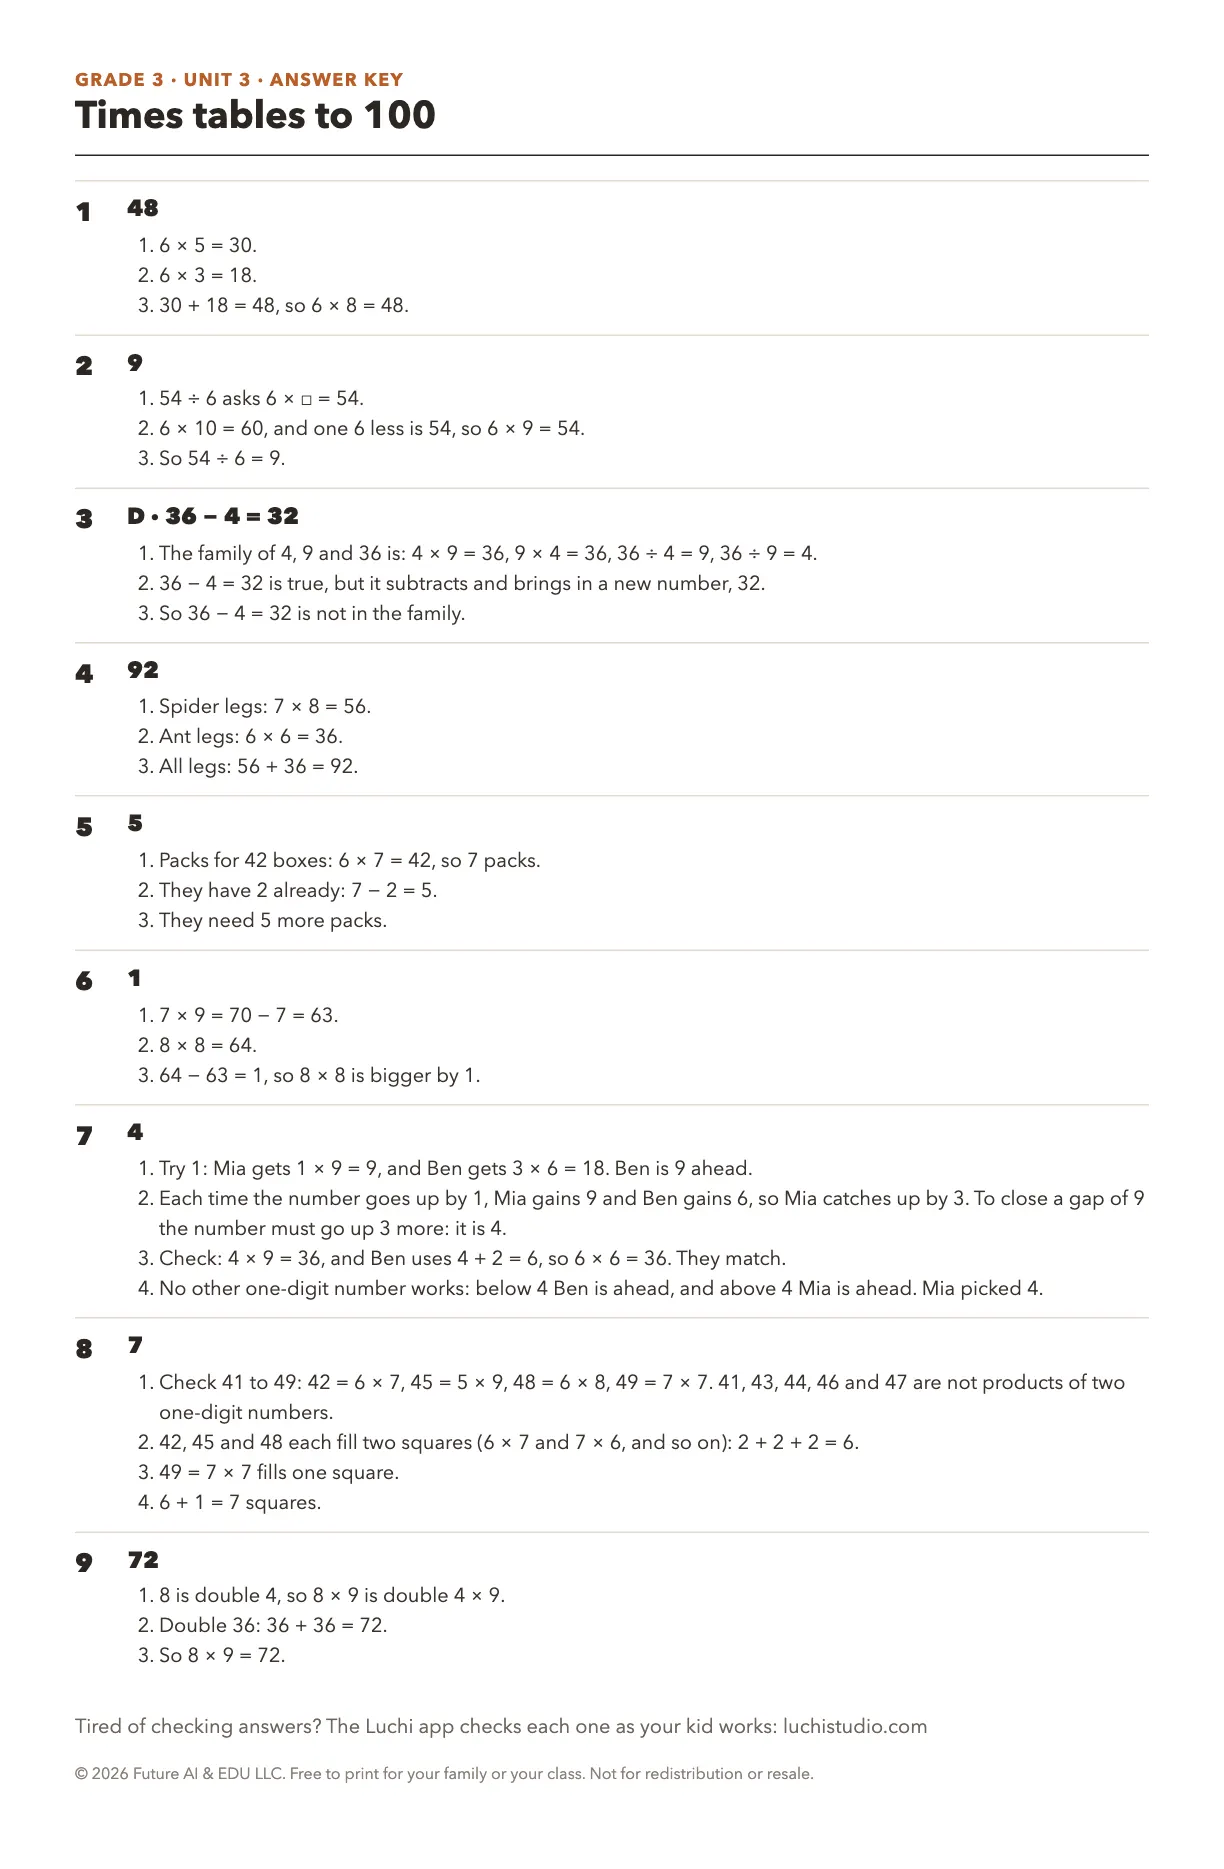 GRADE 3 · UNIT 3 · ANSWER KEY
Times tables to 100
1 48
1. 6 × 5 = 30.
2. 6 × 3 = 18.
3. 30 + 18 = 48, so 6 × 8 = 48.
2 9
1. 54 ÷ 6 asks 6 × □ = 54.
2. 6 × 10 = 60, and one 6 less is 54, so 6 × 9 = 54.
3. So 54 ÷ 6 = 9.
3 D · 36 − 4 = 32
1. The family of 4, 9 and 36 is: 4 × 9 = 36, 9 × 4 = 36, 36 ÷ 4 = 9, 36 ÷ 9 = 4.
2. 36 − 4 = 32 is true, but it subtracts and brings in a new number, 32.
3. So 36 − 4 = 32 is not in the family.
4 92
1. Spider legs: 7 × 8 = 56.
2. Ant legs: 6 × 6 = 36.
3. All legs: 56 + 36 = 92.
5 5
1. Packs for 42 boxes: 6 × 7 = 42, so 7 packs.
2. They have 2 already: 7 − 2 = 5.
3. They need 5 more packs.
6 1
1. 7 × 9 = 70 − 7 = 63.
2. 8 × 8 = 64.
3. 64 − 63 = 1, so 8 × 8 is bigger by 1.
7 4
1. Try 1: Mia gets 1 × 9 = 9, and Ben gets 3 × 6 = 18. Ben is 9 ahead.
2. Each time the number goes up by 1, Mia gains 9 and Ben gains 6, so Mia catches up by 3. To close a gap of 9
the number must go up 3 more: it is 4.
3. Check: 4 × 9 = 36, and Ben uses 4 + 2 = 6, so 6 × 6 = 36. They match.
4. No other one-digit number works: below 4 Ben is ahead, and above 4 Mia is ahead. Mia picked 4.
8 7
1. Check 41 to 49: 42 = 6 × 7, 45 = 5 × 9, 48 = 6 × 8, 49 = 7 × 7. 41, 43, 44, 46 and 47 are not products of two
one-digit numbers.
2. 42, 45 and 48 each fill two squares (6 × 7 and 7 × 6, and so on): 2 + 2 + 2 = 6.
3. 49 = 7 × 7 fills one square.
4. 6 + 1 = 7 squares.
9 72
1. 8 is double 4, so 8 × 9 is double 4 × 9.
2. Double 36: 36 + 36 = 72.
3. So 8 × 9 = 72.
Tired of checking answers? The Luchi app checks each one as your kid works: luchistudio.com
© 2026 Future AI & EDU LLC. Free to print for your family or your class. Not for redistribution or resale.